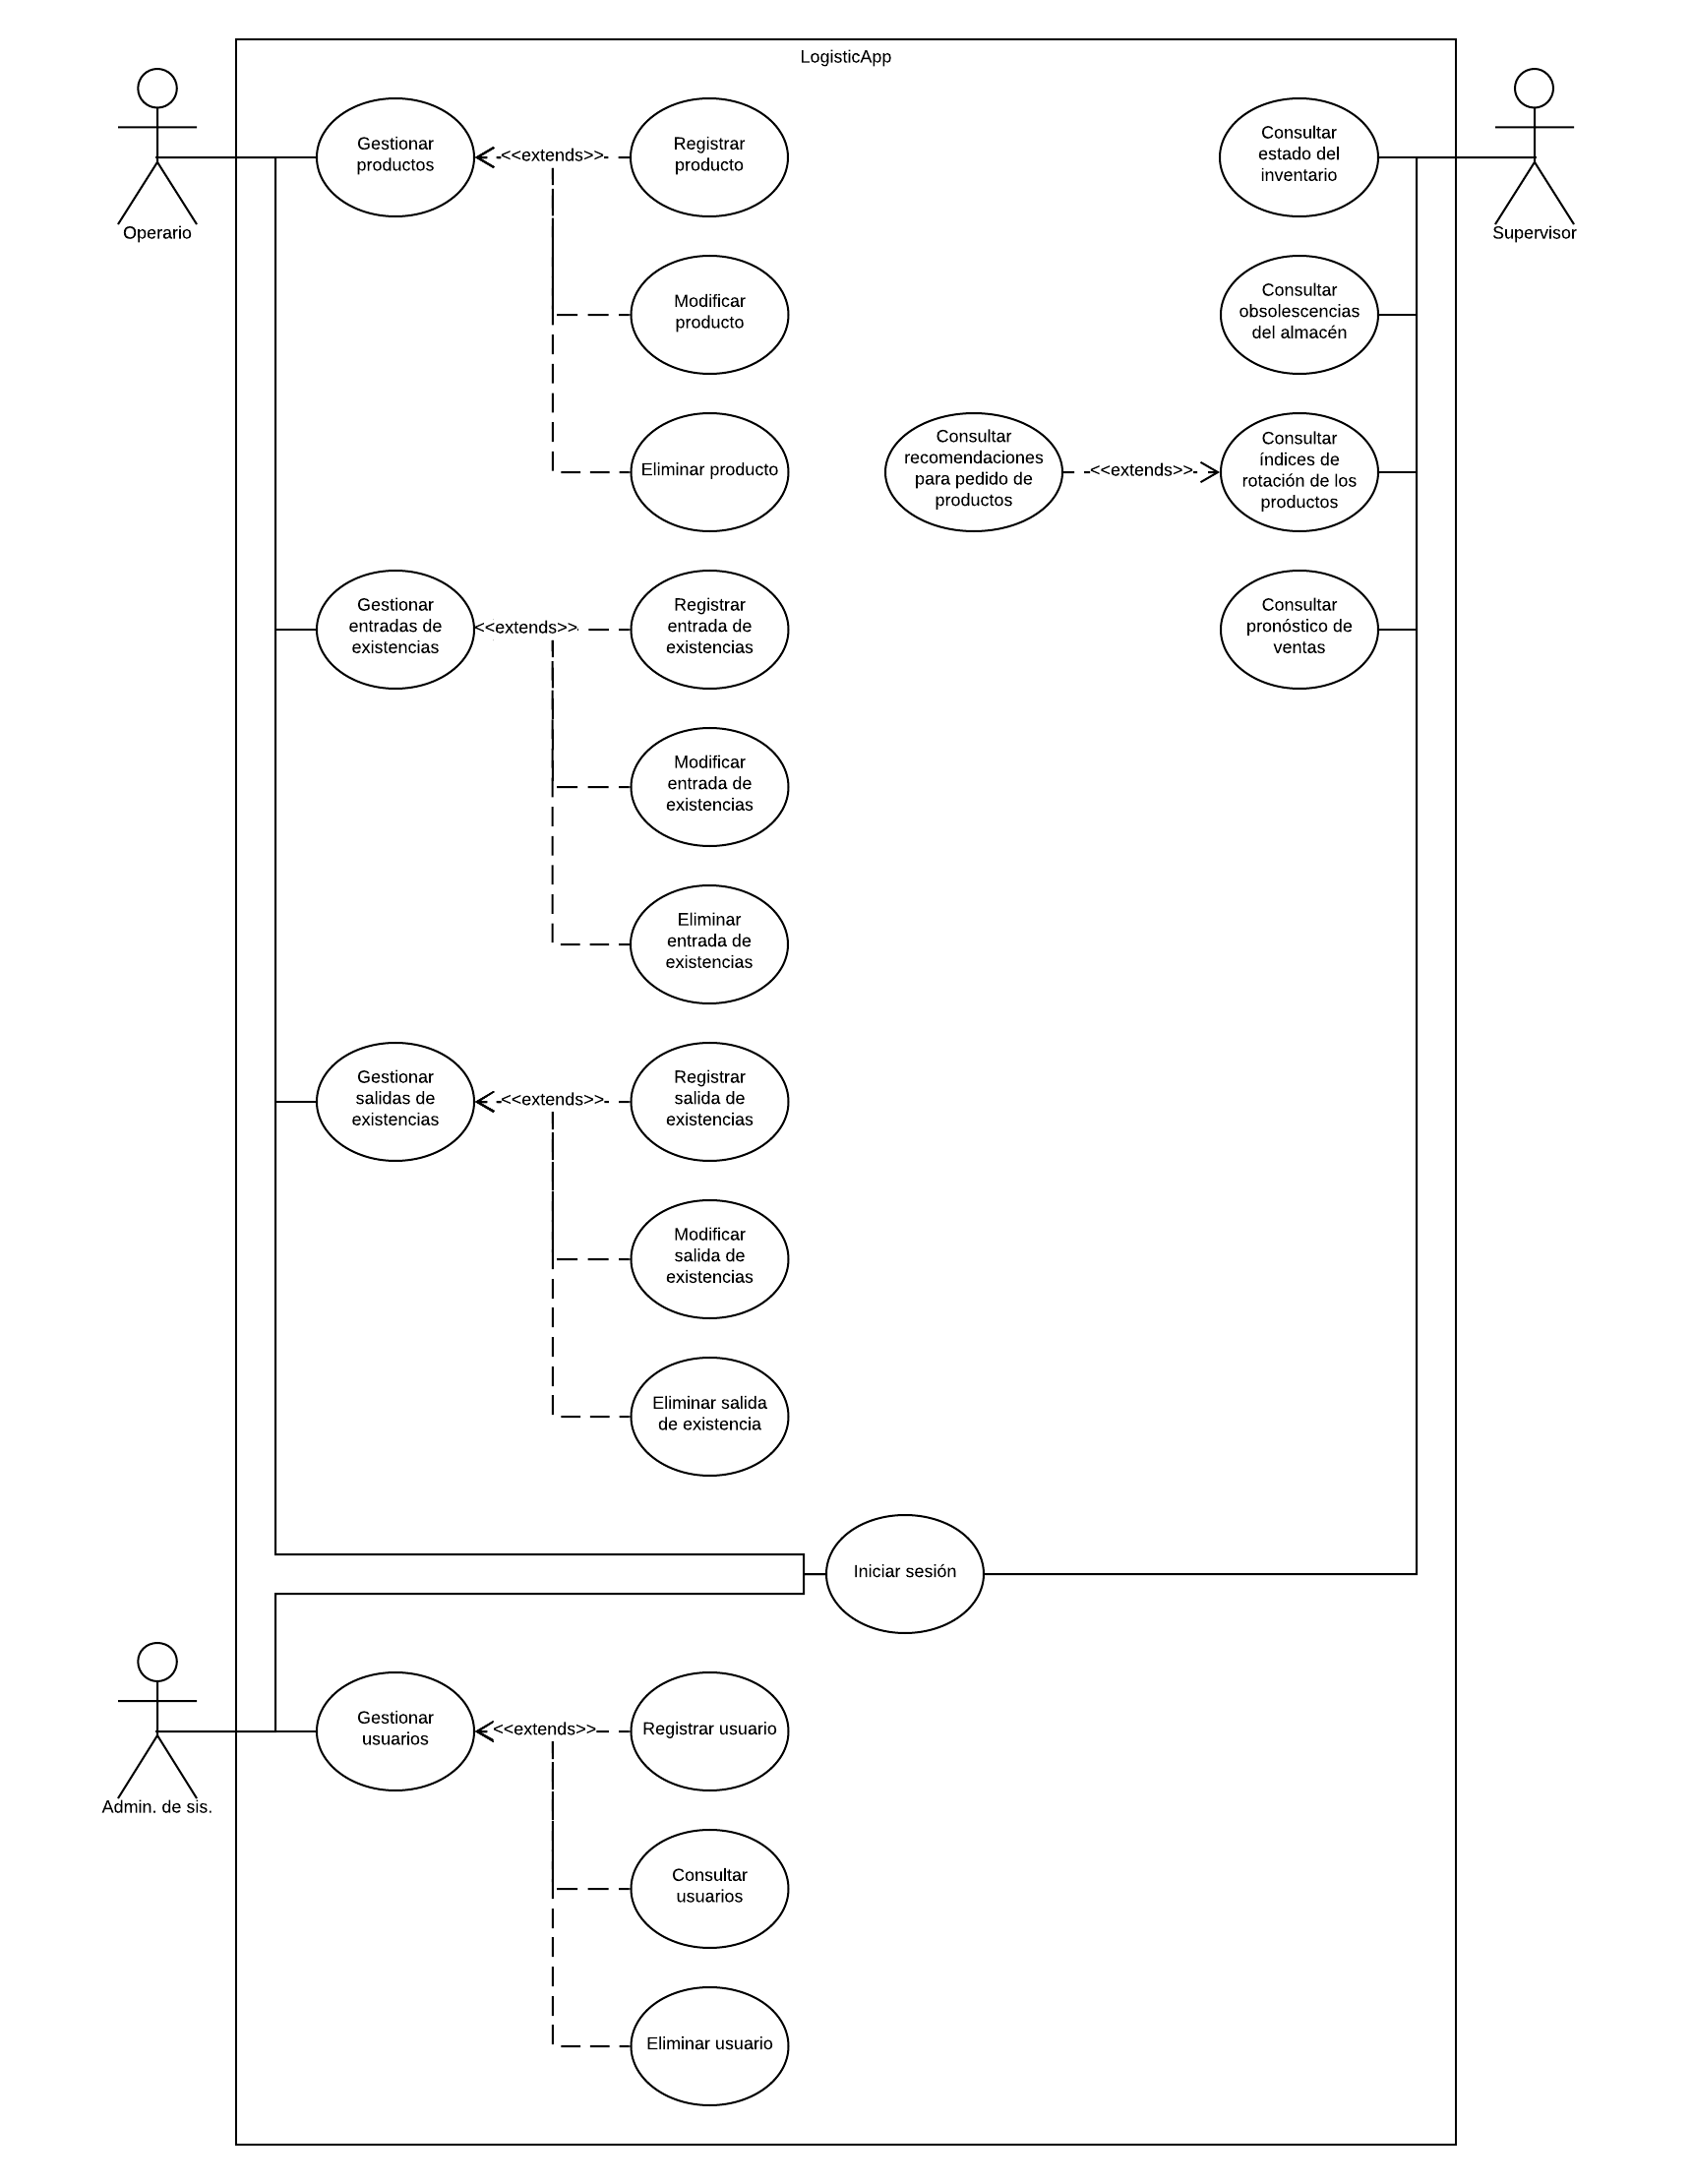 LogisticApp
Operario
Gestionar
productos
<<extends>>
Registrar
producto
Consultar
estado del
inventario
Supervisor
Modificar
producto
Consultar
obsolescencias
del almacén
Eliminar producto
Consultar
recomendaciones
para pedido de
productos
<<extends>>
Consultar
índices de
rotación de los
productos
Gestionar
entradas de
existencias
<<extends>>
Registrar
entrada de
existencias
Consultar
pronóstico de
ventas
Modificar
entrada de
existencias
Eliminar
entrada de
existencias
Gestionar
salidas de
existencias
<<extends>>
Registrar
salida de
existencias
Modificar
salida de
existencias
Eliminar salida
de existencia
Iniciar sesión
Admin. de sis.
Gestionar
usuarios
<<extends>>
Registrar usuario
Consultar
usuarios
Eliminar usuario